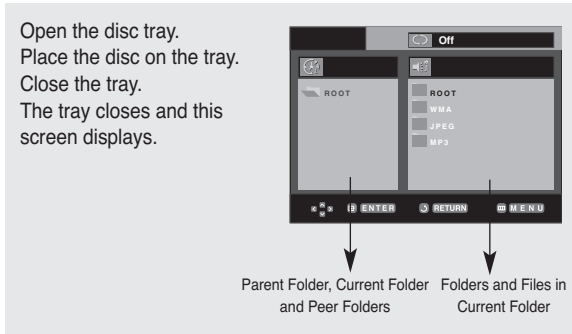 Open the disc tray.
Place the disc on the tray.
Close the tray.
The tray closes and this
screen displays.
Off
ROOT
ROOT
WMA
JPEG
MP3
ENTER RETURN MENU
Parent Folder, Current Folder
and Peer Folders
Folders and Files in
Current Folder